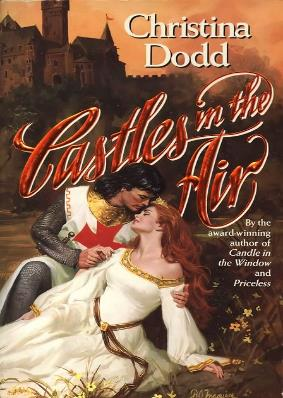 Christina
Dodd
Castles in the
Air
By the
award-winning
author of
Candle in
the Window
and
Priceless